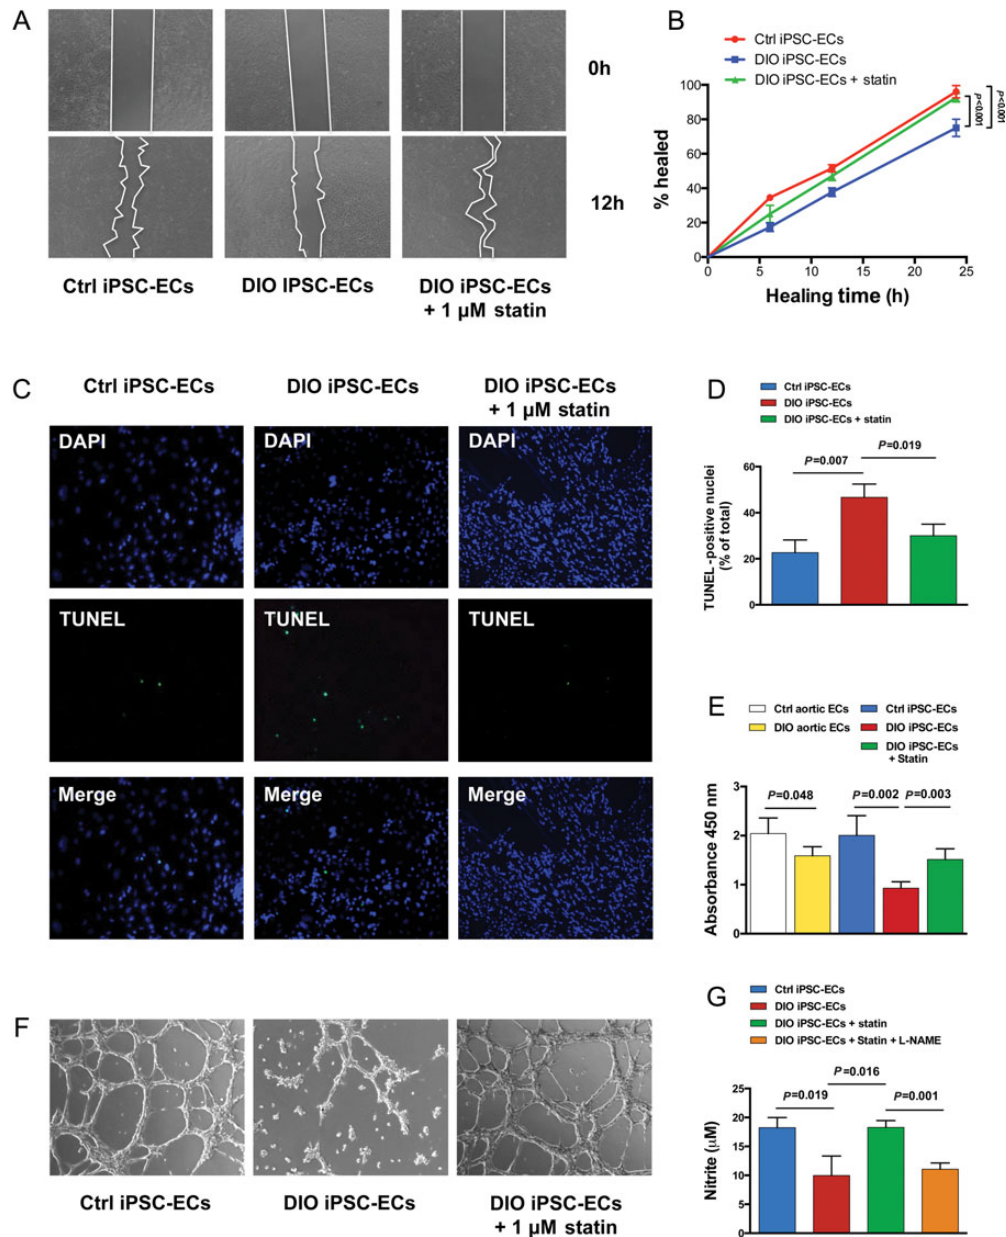 A
0h
12h
Ctrl iPSC-ECs
DIO IPSC-ECs
DIO iPSC-ECs
+ 1 µM statin
B
Ctrl iPSC-ECs
DIO iPSC-ECs
DIO iPSC-ECs + statin
% healed
100
80
60
40
20
0
0
5
10
15
20
25
Healing time (h)
p<0.001
p<0.001
C
Ctrl iPSC-ECs
DIO iPSC-ECs
DIO iPSC-ECs
+ 1 µM statin
DAPI
DAPI
DAPI
TUNEL
TUNEL
TUNEL
Merge
Merge
Merge
D
Ctrl iPSC-ECs
DIO iPSC-ECs
DIO iPSC-ECs + statin
P=0.007
P=0.019
TUNEL-positive nuclei
(% of total)
60
40
20
0
E
Ctrl aortic ECs
DIO aortic ECs
Ctrl iPSC-ECs
DIO iPSC-ECs
DIO iPSC-ECs
+ Statin
P=0.048
P=0.002
P=0.003
Absorbance 450 nm
3
2
1
0
F
Ctrl iPSC-ECs
DIO iPSC-ECs
DIO iPSC-ECs
+ 1 µM statin
G
Ctrl iPSC-ECs
DIO iPSC-ECs
DIO iPSC-ECs + statin
DIO iPSC-ECs + Statin + L-NAME
P=0.016
P=0.019
P=0.001
Nitrite (µM)
25
20
15
10
5
0